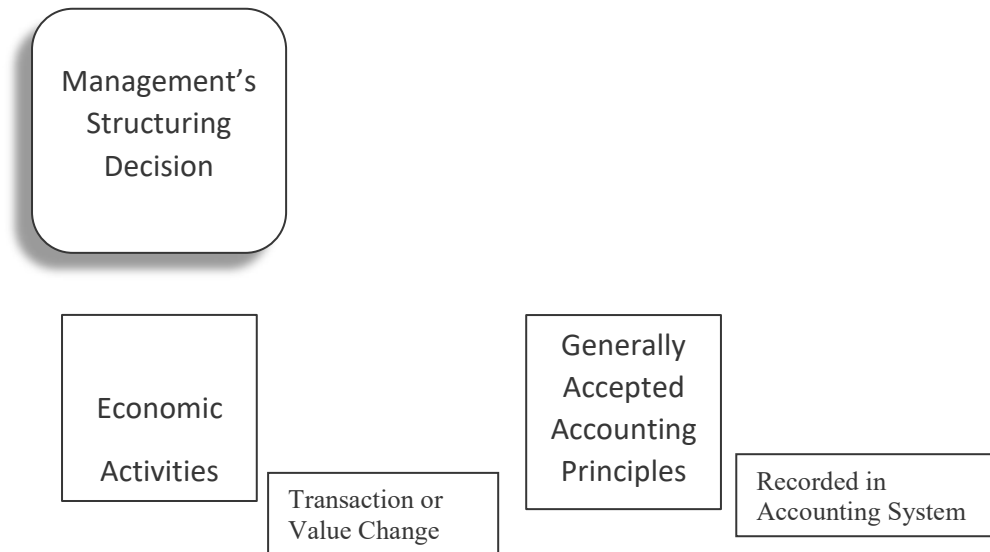 Management’s
Structuring
Decision
Economic
Activities
Transaction or
Value Change
Generally
Accepted
Accounting
Principles
Recorded in
Accounting System